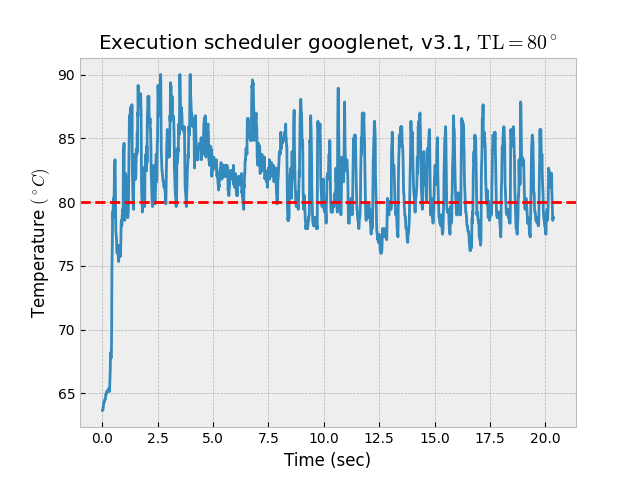 Execution scheduler googlenet, v3.1, TL = 80°
90
85
80
75
70
65
Temperature (°C)
0.0 2.5 5.0 7.5 10.0 12.5 15.0 17.5 20.0
Time (sec)